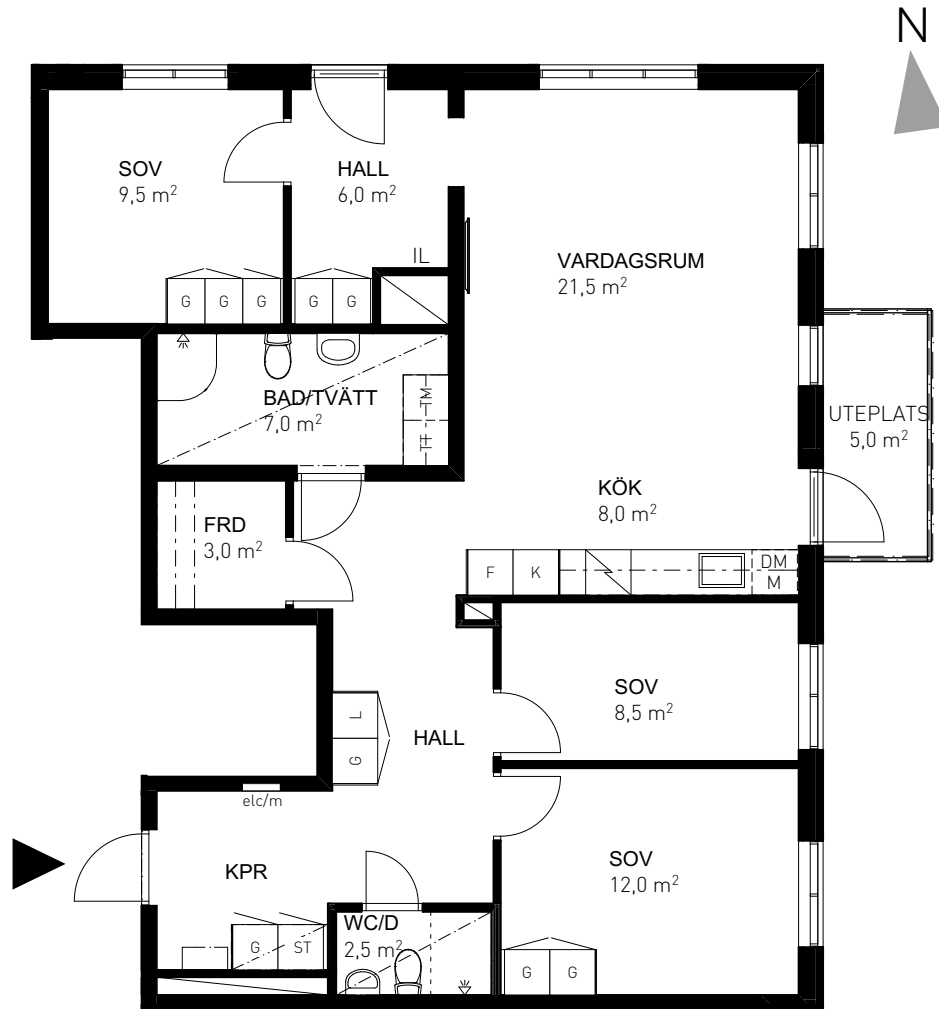 N
SOV
9,5 m²
HALL
6,0 m²
IL
G G G
G G
VARDAGSRUM
21,5 m²
BAD/TVÄTT
7,0 m²
TM
TT
UTEPLATS
5,0 m²
KÖK
8,0 m²
FRD
3,0 m²
F K
DM
M
SOV
8,5 m²
L
G
HALL
elc/m
KPR
SOV
12,0 m²
WC/D
2,5 m²
G ST
G G